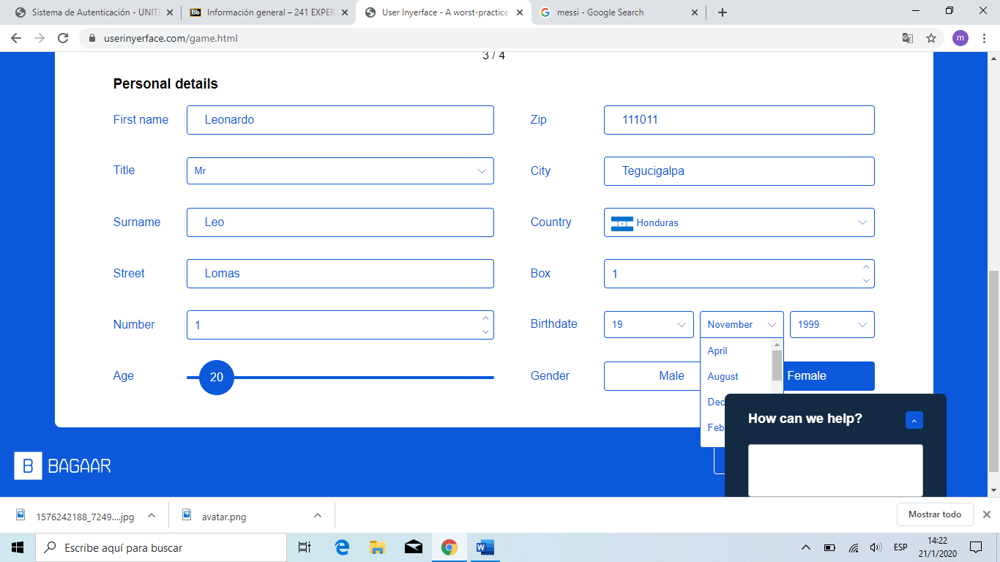 Sistema de Autenticación - UNIT
Información general – 241 EXPER
User Inyerface - A worst-practice
messi - Google Search
userinyerface.com/game.html
m
3 / 4
Personal details
First name Leonardo Zip 111011
Title Mr City Tegucigalpa
Surname Leo Country Honduras
Street Lomas Box 1
Number 1 Birthdate 19 November 1999
April
August
Age 20 Gender Male Female
Dec
Feb
How can we help?
B BAGAAR
1576242188_7249....jpg
avatar.png
Mostrar todo
Escribe aquí para buscar
ESP
14:22
21/1/2020